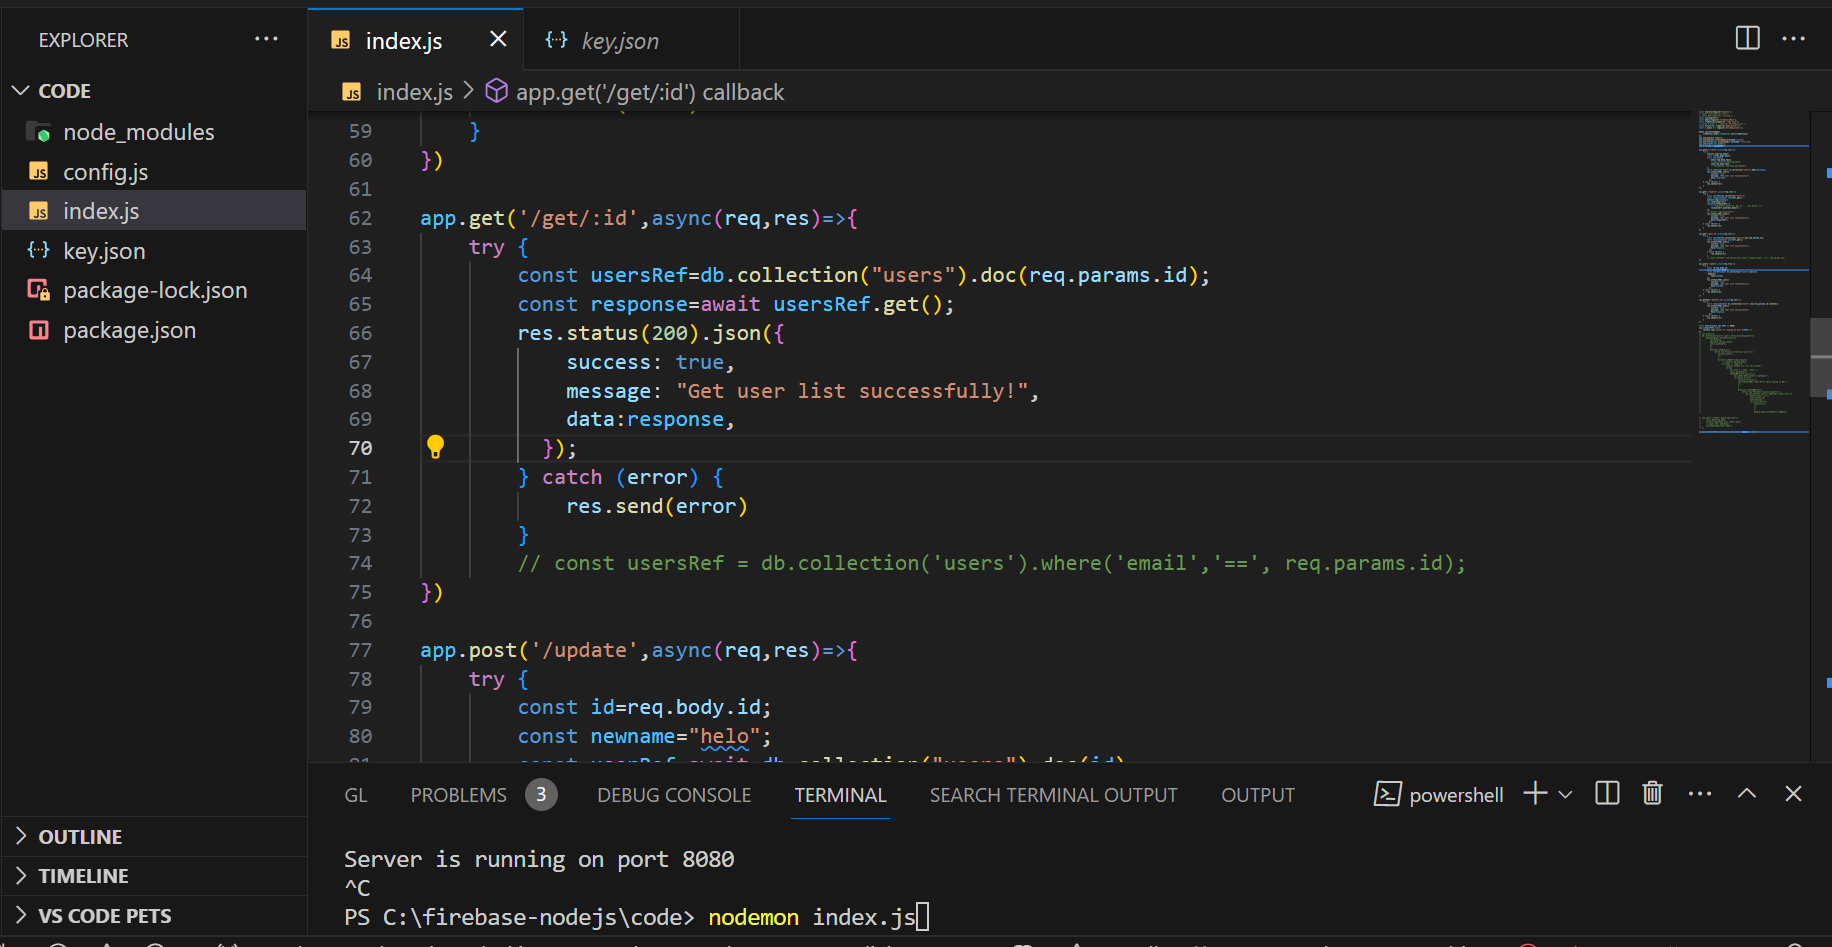 EXPLORER
CODE
node_modules
config.js
index.js
key.json
package-lock.json
package.json
OUTLINE
TIMELINE
VS CODE PETS
index.js
key.json
index.js > app.get('/get/:id') callback
59 }
60 })
61
62 app.get('/get/:id',async(req,res)=>{
63 try {
64 const usersRef=db.collection("users").doc(req.params.id);
65 const response=await usersRef.get();
66 res.status(200).json({
67 success: true,
68 message: "Get user list successfully!",
69 data:response,
70 });
71 } catch (error) {
72 res.send(error)
73 }
74 // const usersRef = db.collection('users').where('email','==', req.params.id);
75 })
76
77 app.post('/update',async(req,res)=>{
78 try {
79 const id=req.body.id;
80 const newname="helo";
GL PROBLEMS 3 DEBUG CONSOLE TERMINAL SEARCH TERMINAL OUTPUT OUTPUT powershell
Server is running on port 8080
^C
PS C:\firebase-nodejs\code> nodemon index.js